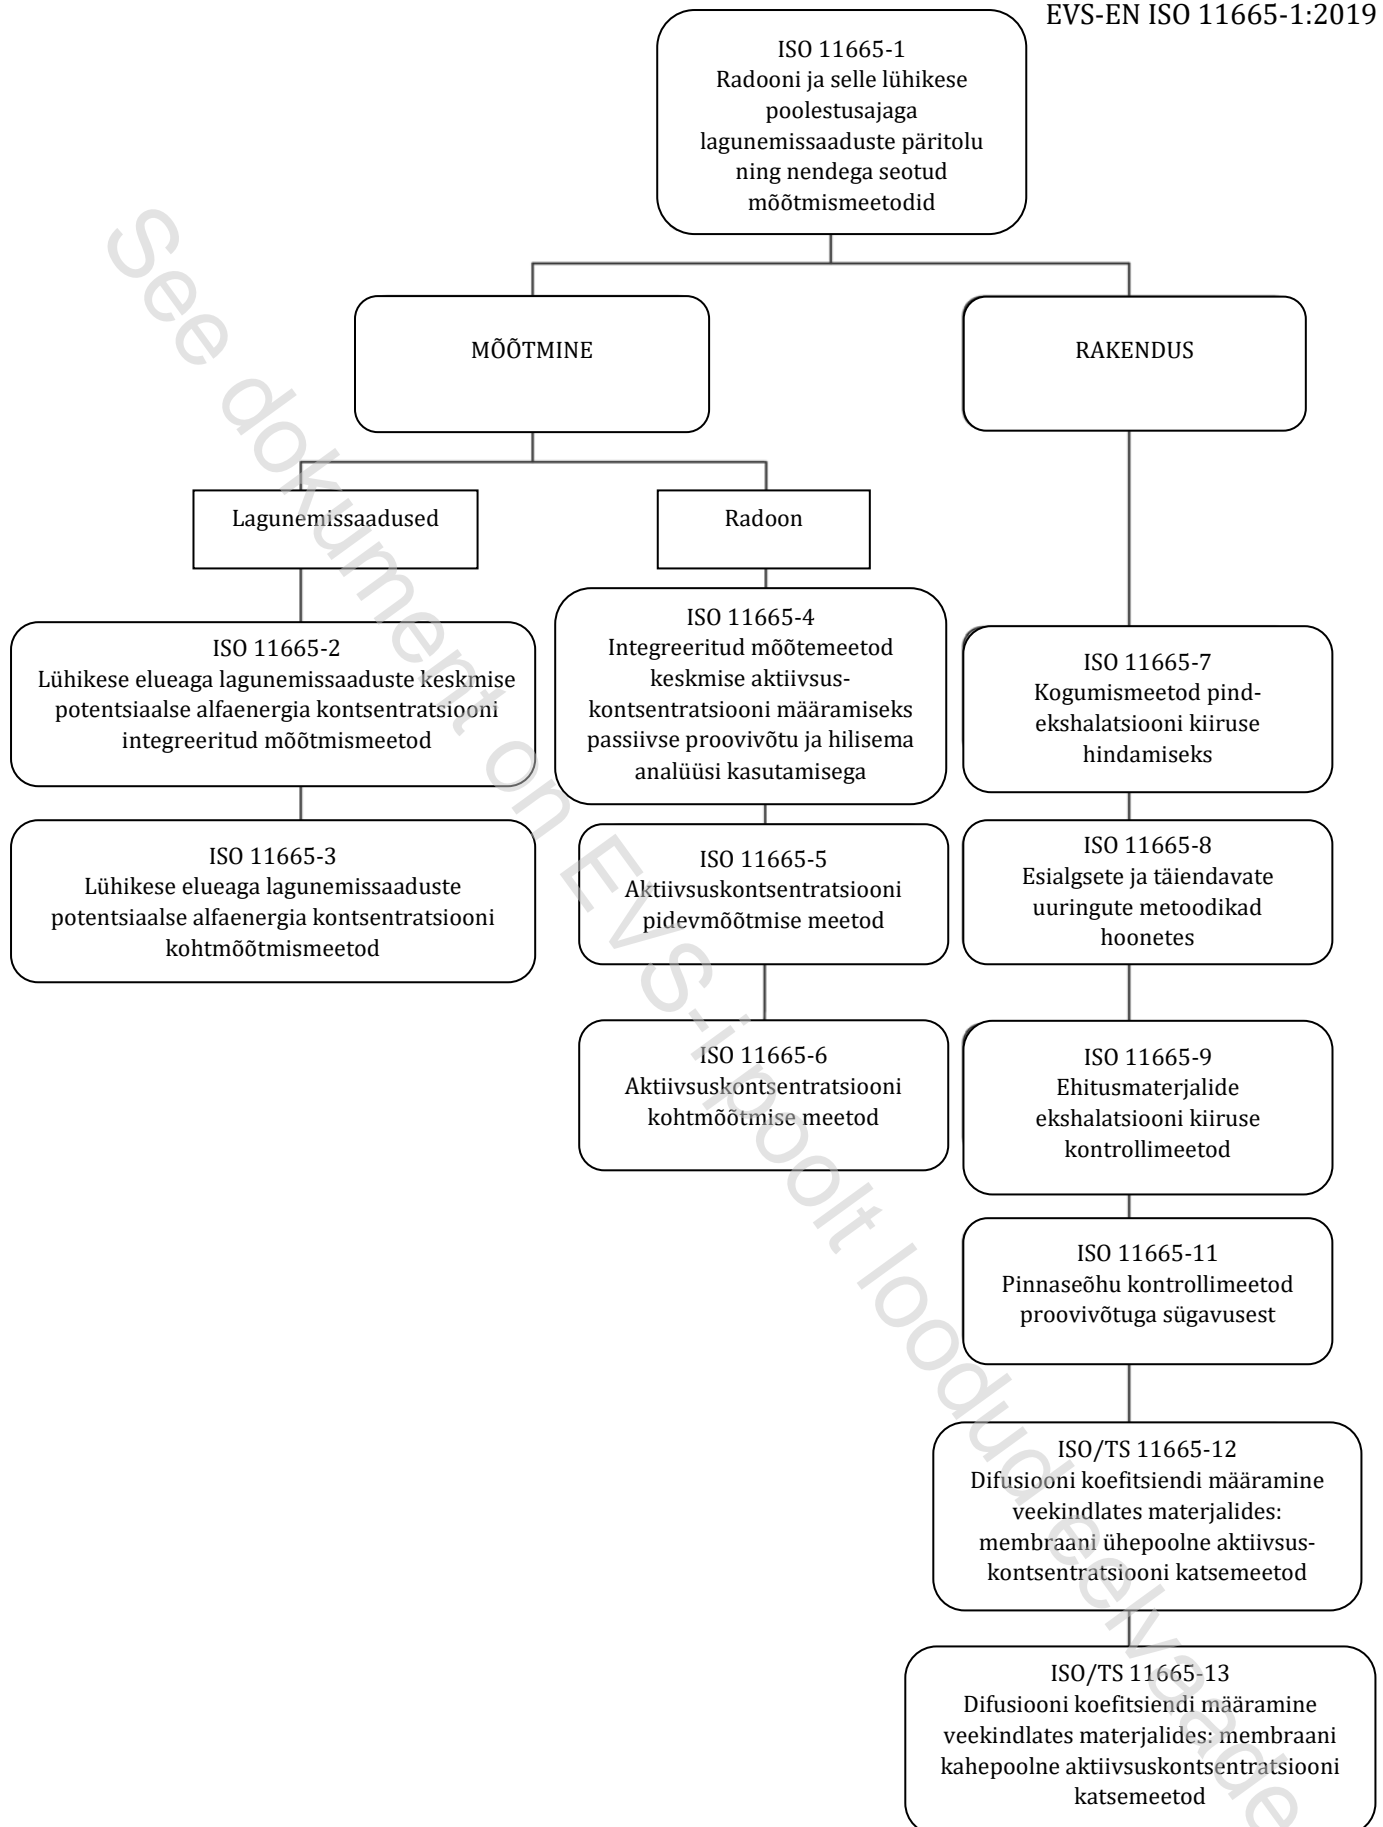 EVS-EN ISO 11665-1:2019
ISO 11665-1
Radooni ja selle lühikese
poolestusajaga
lagunemissaaduste päritolu
ning nendega seotud
mõõtmismeetodid
MÕÕTMINE
RAKENDUS
Lagunemissaadused
Radoon
ISO 11665-2
Lühikese elueaga lagunemissaaduste keskmise
potentsiaalse alfaenergia kontsentratsiooni
integreeritud mõõtmismeetod
ISO 11665-3
Lühikese elueaga lagunemissaaduste
potentsiaalse alfaenergia kontsentratsiooni
kohtmõõtmismeetod
ISO 11665-4
Integreeritud mõõtemeetod
keskmise aktiivsus-
kontsentratsiooni määramiseks
passiivse proovivõtu ja hilisema
analüüsi kasutamisega
ISO 11665-5
Aktiivsuskontsentratsiooni
pidevmõõtmise meetod
ISO 11665-6
Aktiivsuskontsentratsiooni
kohtmõõtmise meetod
ISO 11665-7
Kogumismeetod pind-
ekshalatsiooni kiiruse
hindamiseks
ISO 11665-8
Esialgsete ja täiendavate
uuringute metoodikad
hoonetes
ISO 11665-9
Ehitusmaterjalide
ekshalatsiooni kiiruse
kontrollimeetod
ISO 11665-11
Pinnaseõhu kontrollimeetod
proovivõtuga sügavusest
ISO/TS 11665-12
Difusiooni koefitsiendi määramine
veekindlates materjalides:
membraani ühepoolne aktiivsus-
kontsentratsiooni katsemeetod
ISO/TS 11665-13
Difusiooni koefitsiendi määramine
veekindlates materjalides: membraani
kahepoolne aktiivsuskontsentratsiooni
katsemeetod
See dokument on EVS-i poolt loodud eelvaade